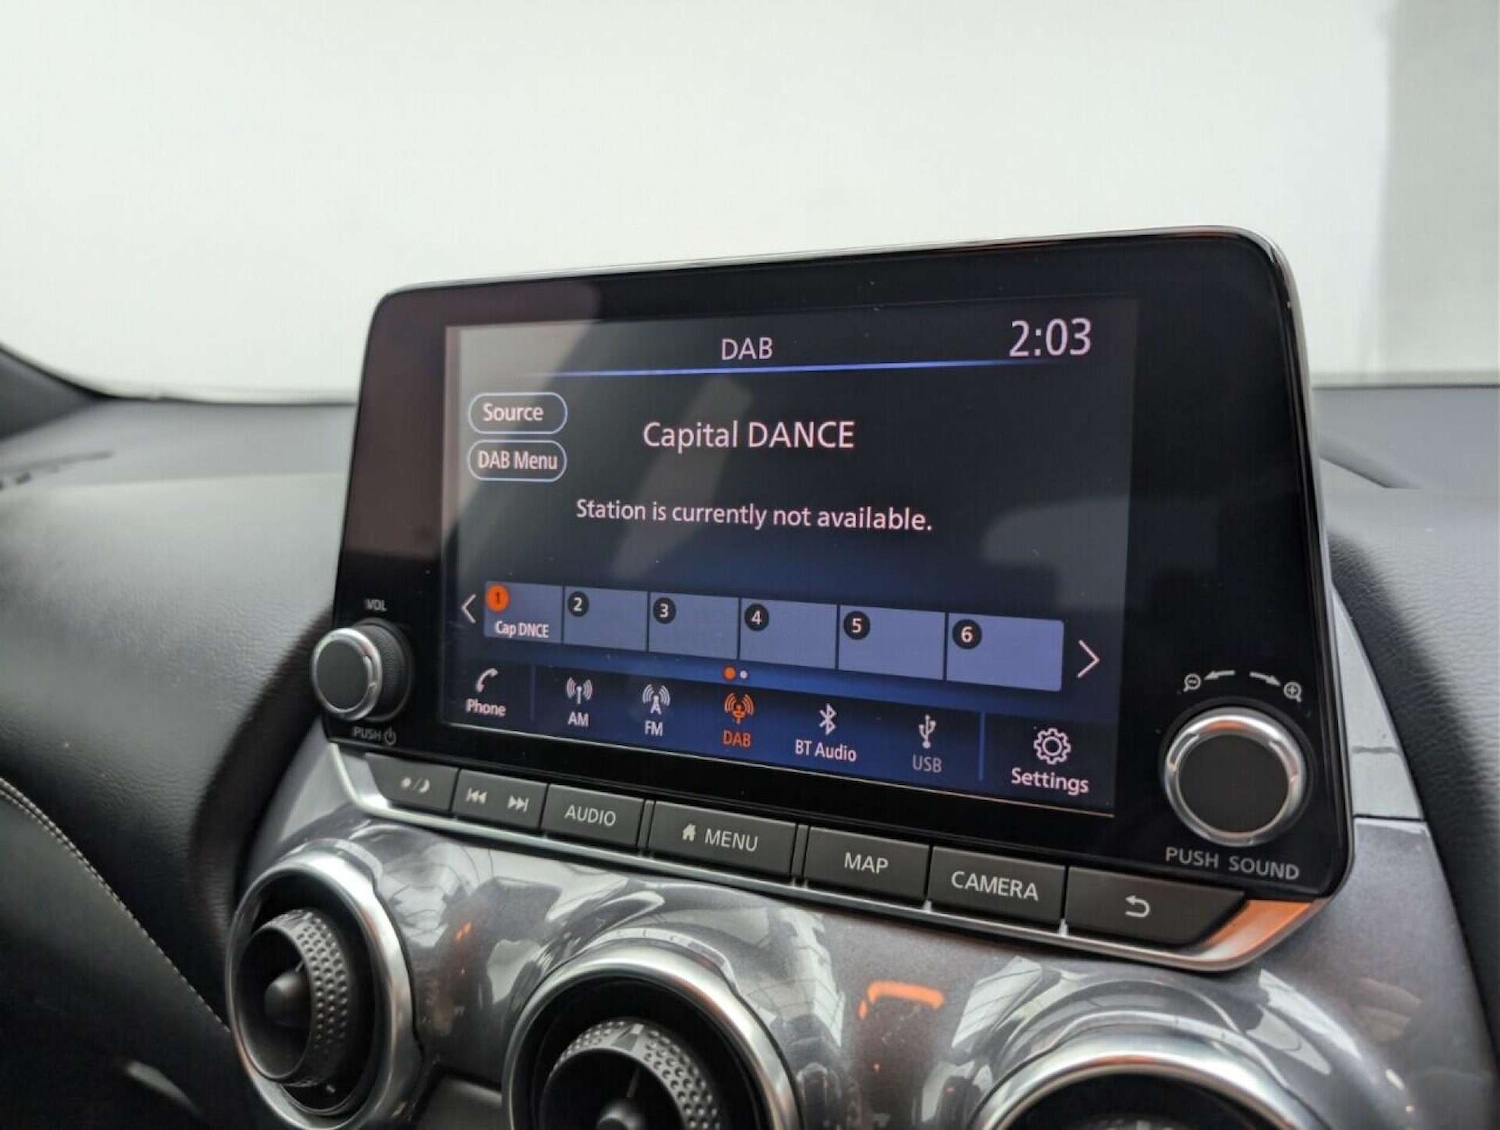 DAB
2:03
Source
Capital DANCE
DAB Menu
Station is currently not available.
1 2 3 4 5 6
Cap DNCE
VOL
PUSH
Phone
AM
FM
DAB
BT Audio
USB
Settings
AUDIO
MENU
MAP
CAMERA
PUSH SOUND